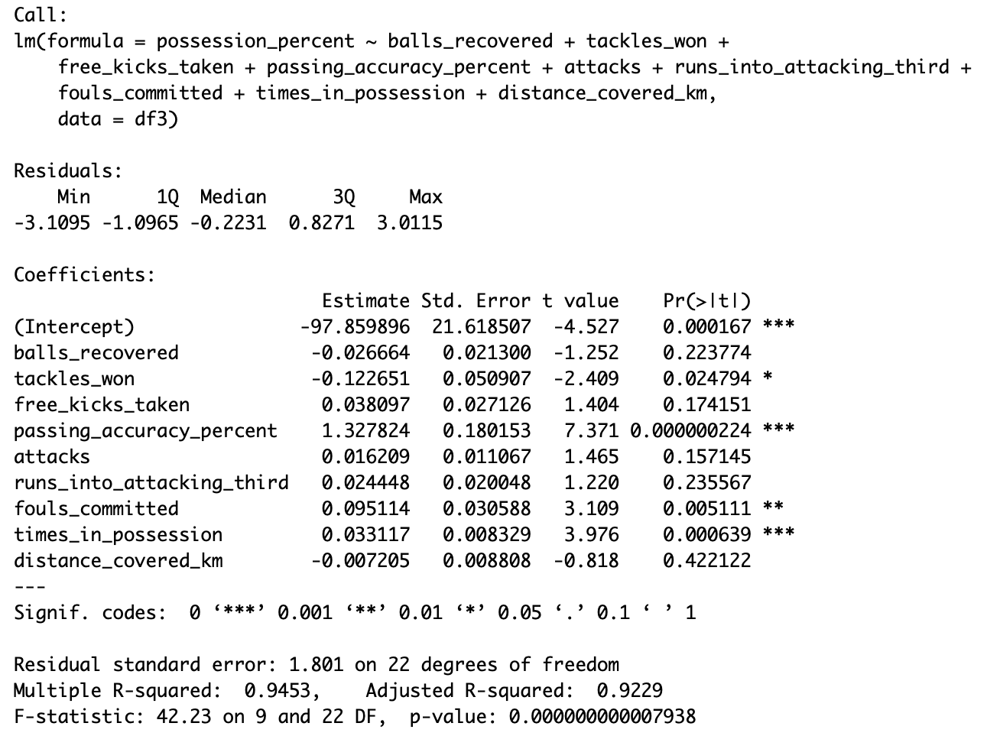 Call:
lm(formula = possession_percent ~ balls_recovered + tackles_won +
    free_kicks_taken + passing_accuracy_percent + attacks + runs_into_attacking_third +
    fouls_committed + times_in_possession + distance_covered_km,
    data = df3)

Residuals:
    Min      1Q  Median      3Q     Max
-3.1095 -1.0965 -0.2231  0.8271  3.0115

Coefficients:
                            Estimate Std. Error t value    Pr(>|t|)
(Intercept)               -97.859896  21.618507  -4.527    0.000167 ***
balls_recovered            -0.026664   0.021300  -1.252    0.223774
tackles_won                -0.122651   0.050907  -2.409    0.024794 *
free_kicks_taken            0.038097   0.027126   1.404    0.174151
passing_accuracy_percent    1.327824   0.180153   7.371 0.000000224 ***
attacks                     0.016209   0.011067   1.465    0.157145
runs_into_attacking_third   0.024448   0.020048   1.220    0.235567
fouls_committed             0.095114   0.030588   3.109    0.005111 **
times_in_possession         0.033117   0.008329   3.976    0.000639 ***
distance_covered_km        -0.007205   0.008808  -0.818    0.422122
---
Signif. codes:  0 ‘***’ 0.001 ‘**’ 0.01 ‘*’ 0.05 ‘.’ 0.1 ‘ ’ 1

Residual standard error: 1.801 on 22 degrees of freedom
Multiple R-squared:  0.9453,    Adjusted R-squared:  0.9229
F-statistic: 42.23 on 9 and 22 DF,  p-value: 0.000000000007938